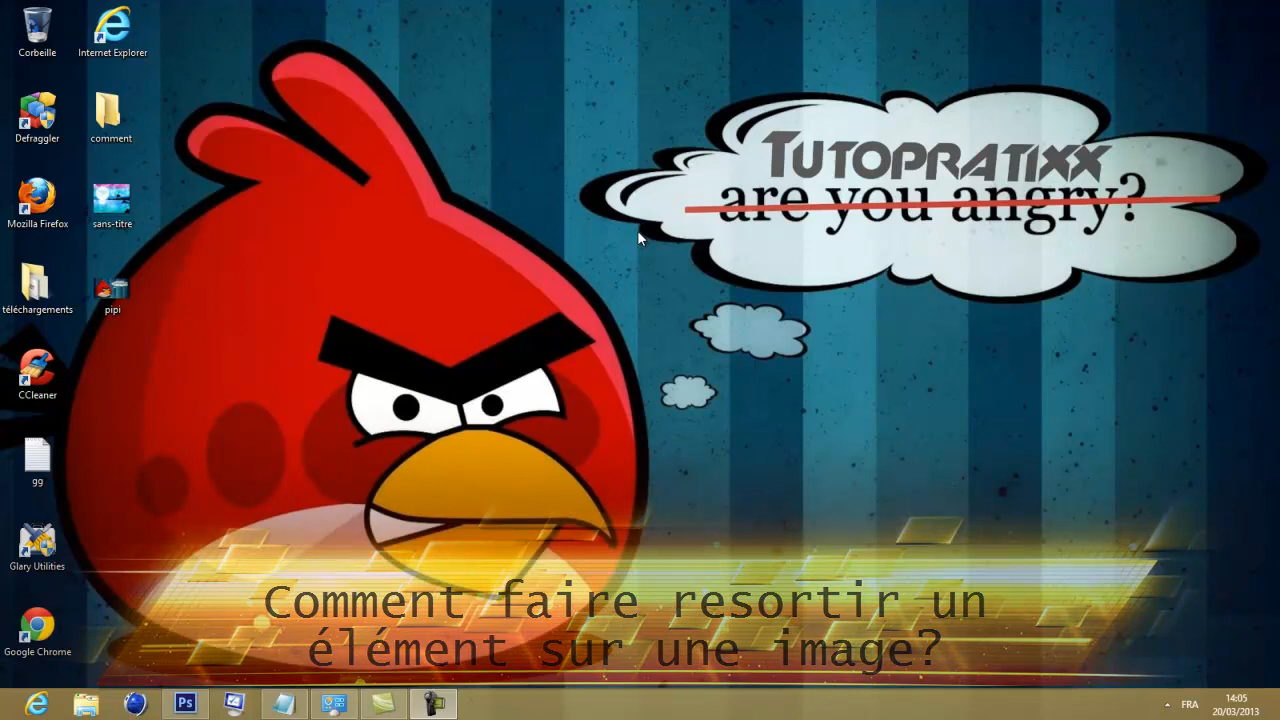 Corbeille
Internet Explorer
Defraggler
comment
Mozilla Firefox
sans-titre
téléchargements
pipi
CCleaner
gg
Glary Utilities
Google Chrome
TUTOPRATIXX
are you angry?
Comment faire resortir un
élément sur une image?
Ps
FRA
14:05
20/03/2013